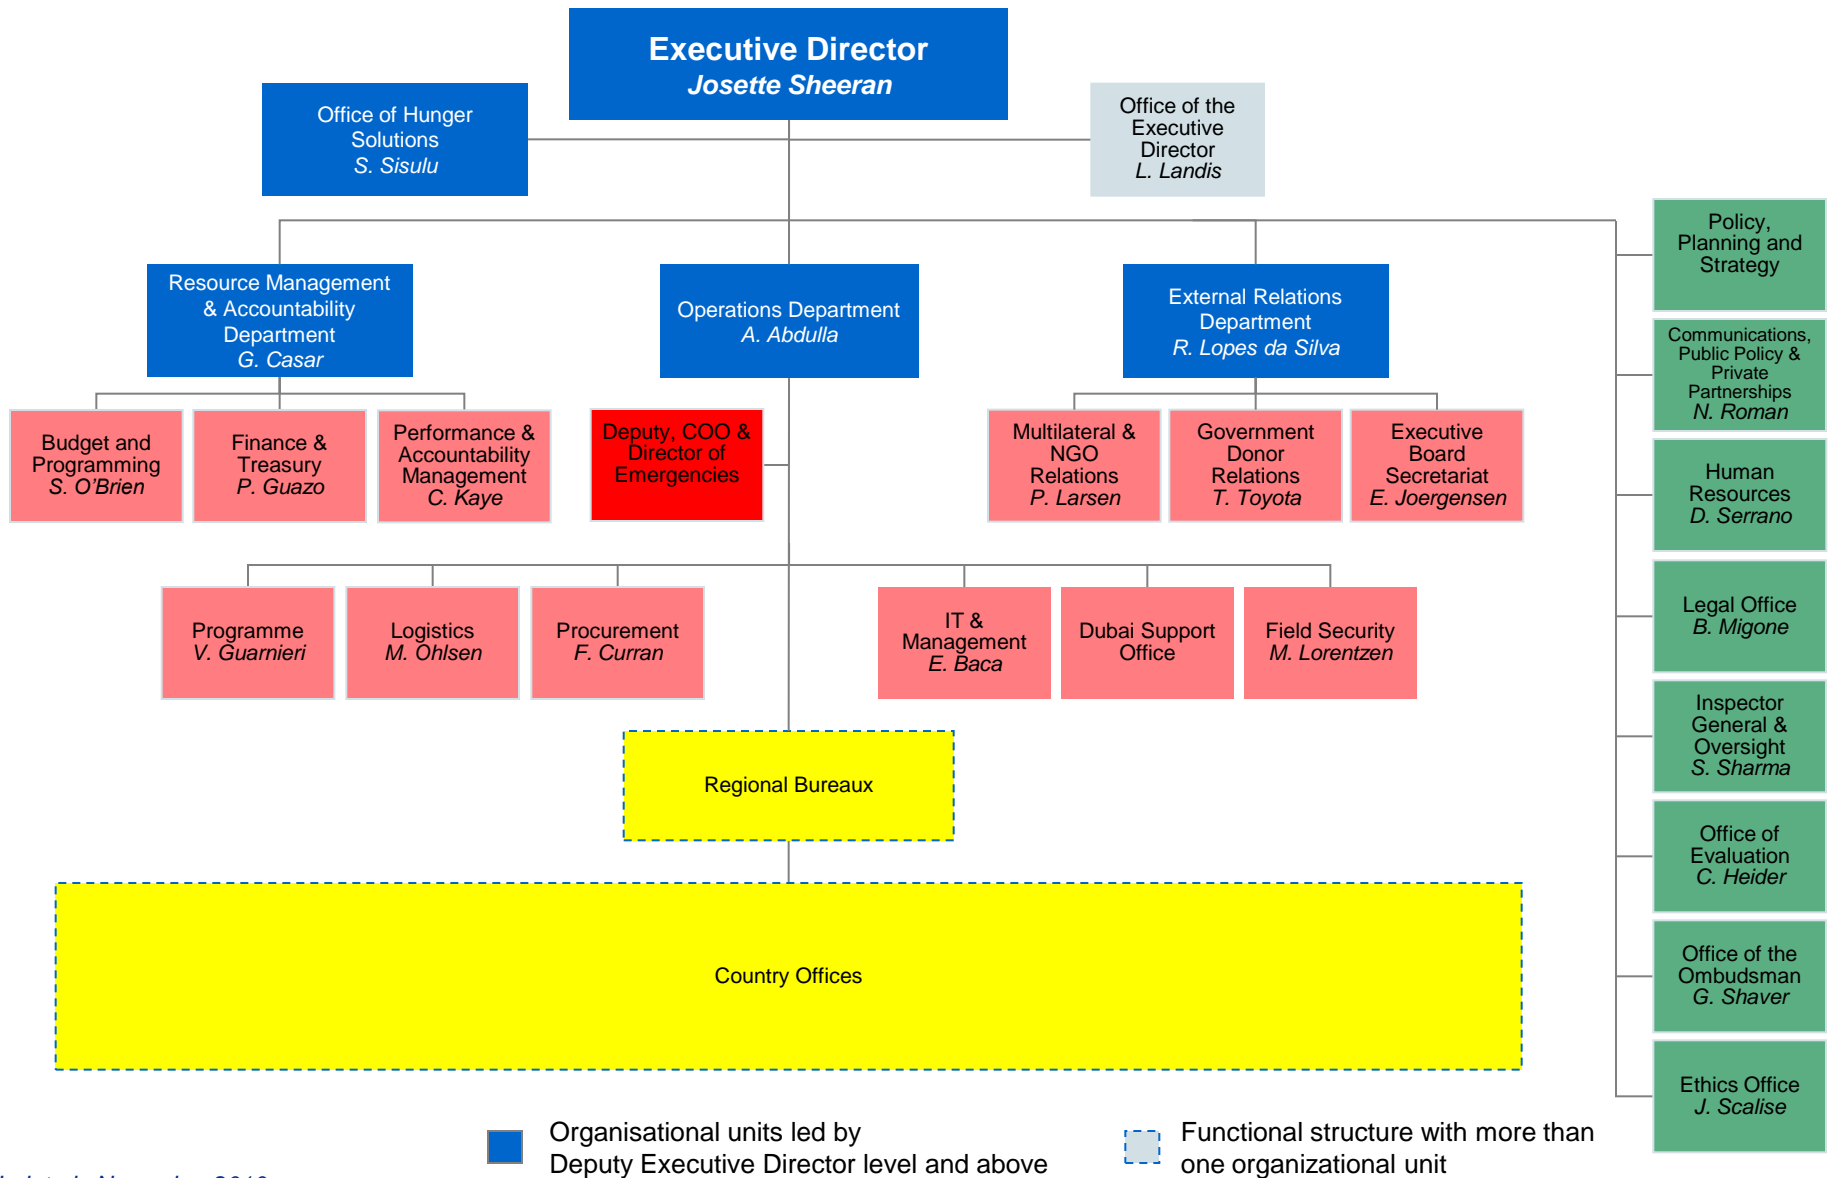 Executive Director
Josette Sheeran
Office of Hunger
Solutions
S. Sisulu
Office of the
Executive
Director
L. Landis
Resource Management
& Accountability
Department
G. Casar
Operations Department
A. Abdulla
External Relations
Department
R. Lopes da Silva
Budget and
Programming
S. O'Brien
Finance &
Treasury
P. Guazo
Performance &
Accountability
Management
C. Kaye
Deputy, COO &
Director of
Emergencies
Multilateral &
NGO
Relations
P. Larsen
Government
Donor
Relations
T. Toyota
Executive
Board
Secretariat
E. Joergensen
Programme
V. Guarnieri
Logistics
M. Ohlsen
Procurement
F. Curran
IT &
Management
E. Baca
Dubai Support
Office
Field Security
M. Lorentzen
Regional Bureaux
Country Offices
Policy,
Planning and
Strategy
Communications,
Public Policy &
Private
Partnerships
N. Roman
Human
Resources
D. Serrano
Legal Office
B. Migone
Inspector
General &
Oversight
S. Sharma
Office of
Evaluation
C. Heider
Office of the
Ombudsman
G. Shaver
Ethics Office
J. Scalise
Organisational units led by
Deputy Executive Director level and above
Functional structure with more than
one organizational unit